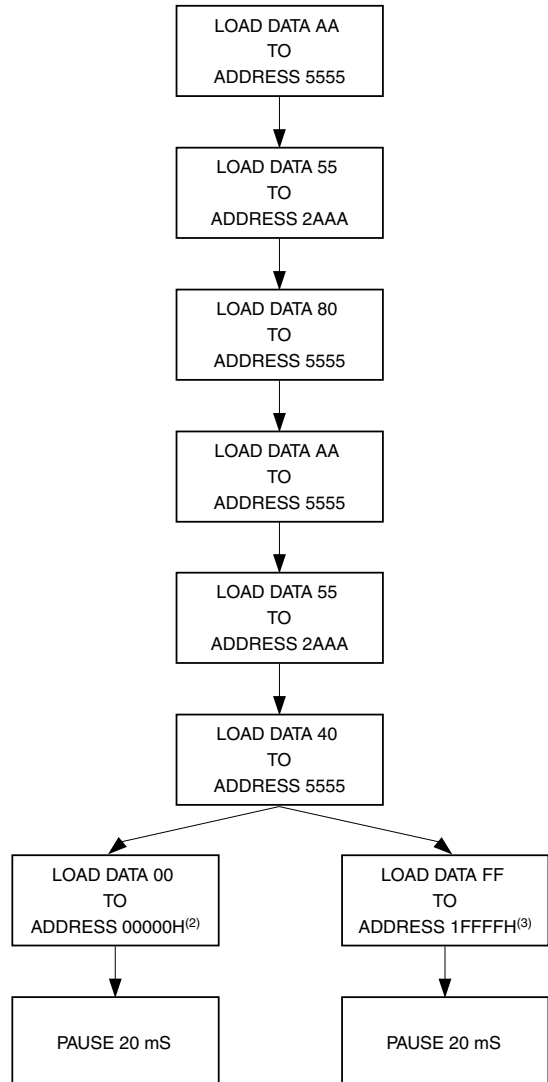 LOAD DATA AA
TO
ADDRESS 5555
LOAD DATA 55
TO
ADDRESS 2AAA
LOAD DATA 80
TO
ADDRESS 5555
LOAD DATA AA
TO
ADDRESS 5555
LOAD DATA 55
TO
ADDRESS 2AAA
LOAD DATA 40
TO
ADDRESS 5555
LOAD DATA 00
TO
ADDRESS 00000H(2)
LOAD DATA FF
TO
ADDRESS 1FFFFH(3)
PAUSE 20 mS
PAUSE 20 mS